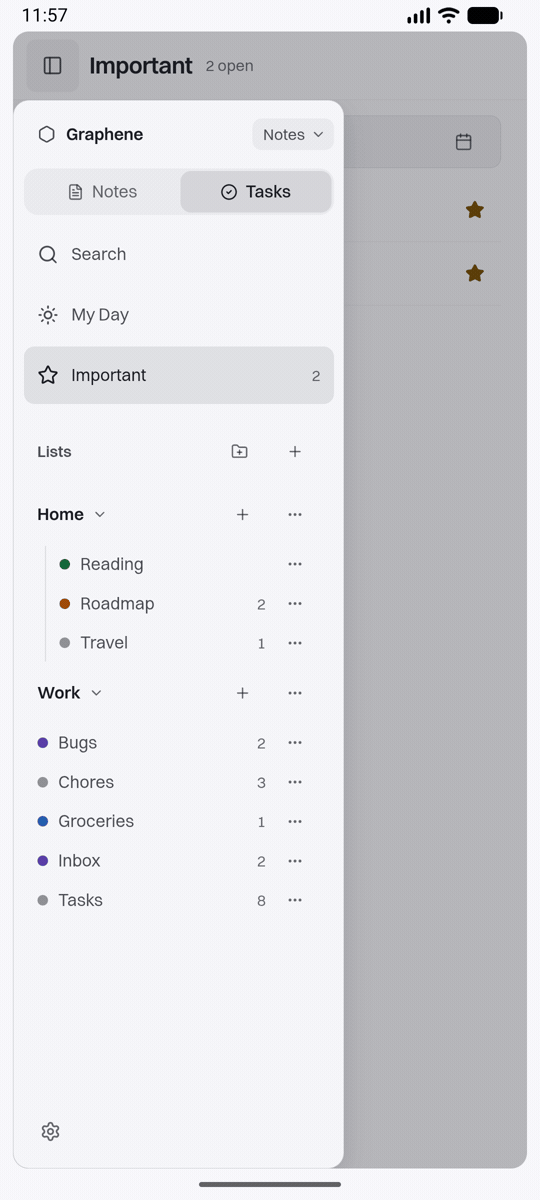 11:57
Important 2 open
Graphene Notes
Notes Tasks
Search
My Day
Important 2
Lists
Home
Reading
Roadmap 2
Travel 1
Work
Bugs 2
Chores 3
Groceries 1
Inbox 2
Tasks 8